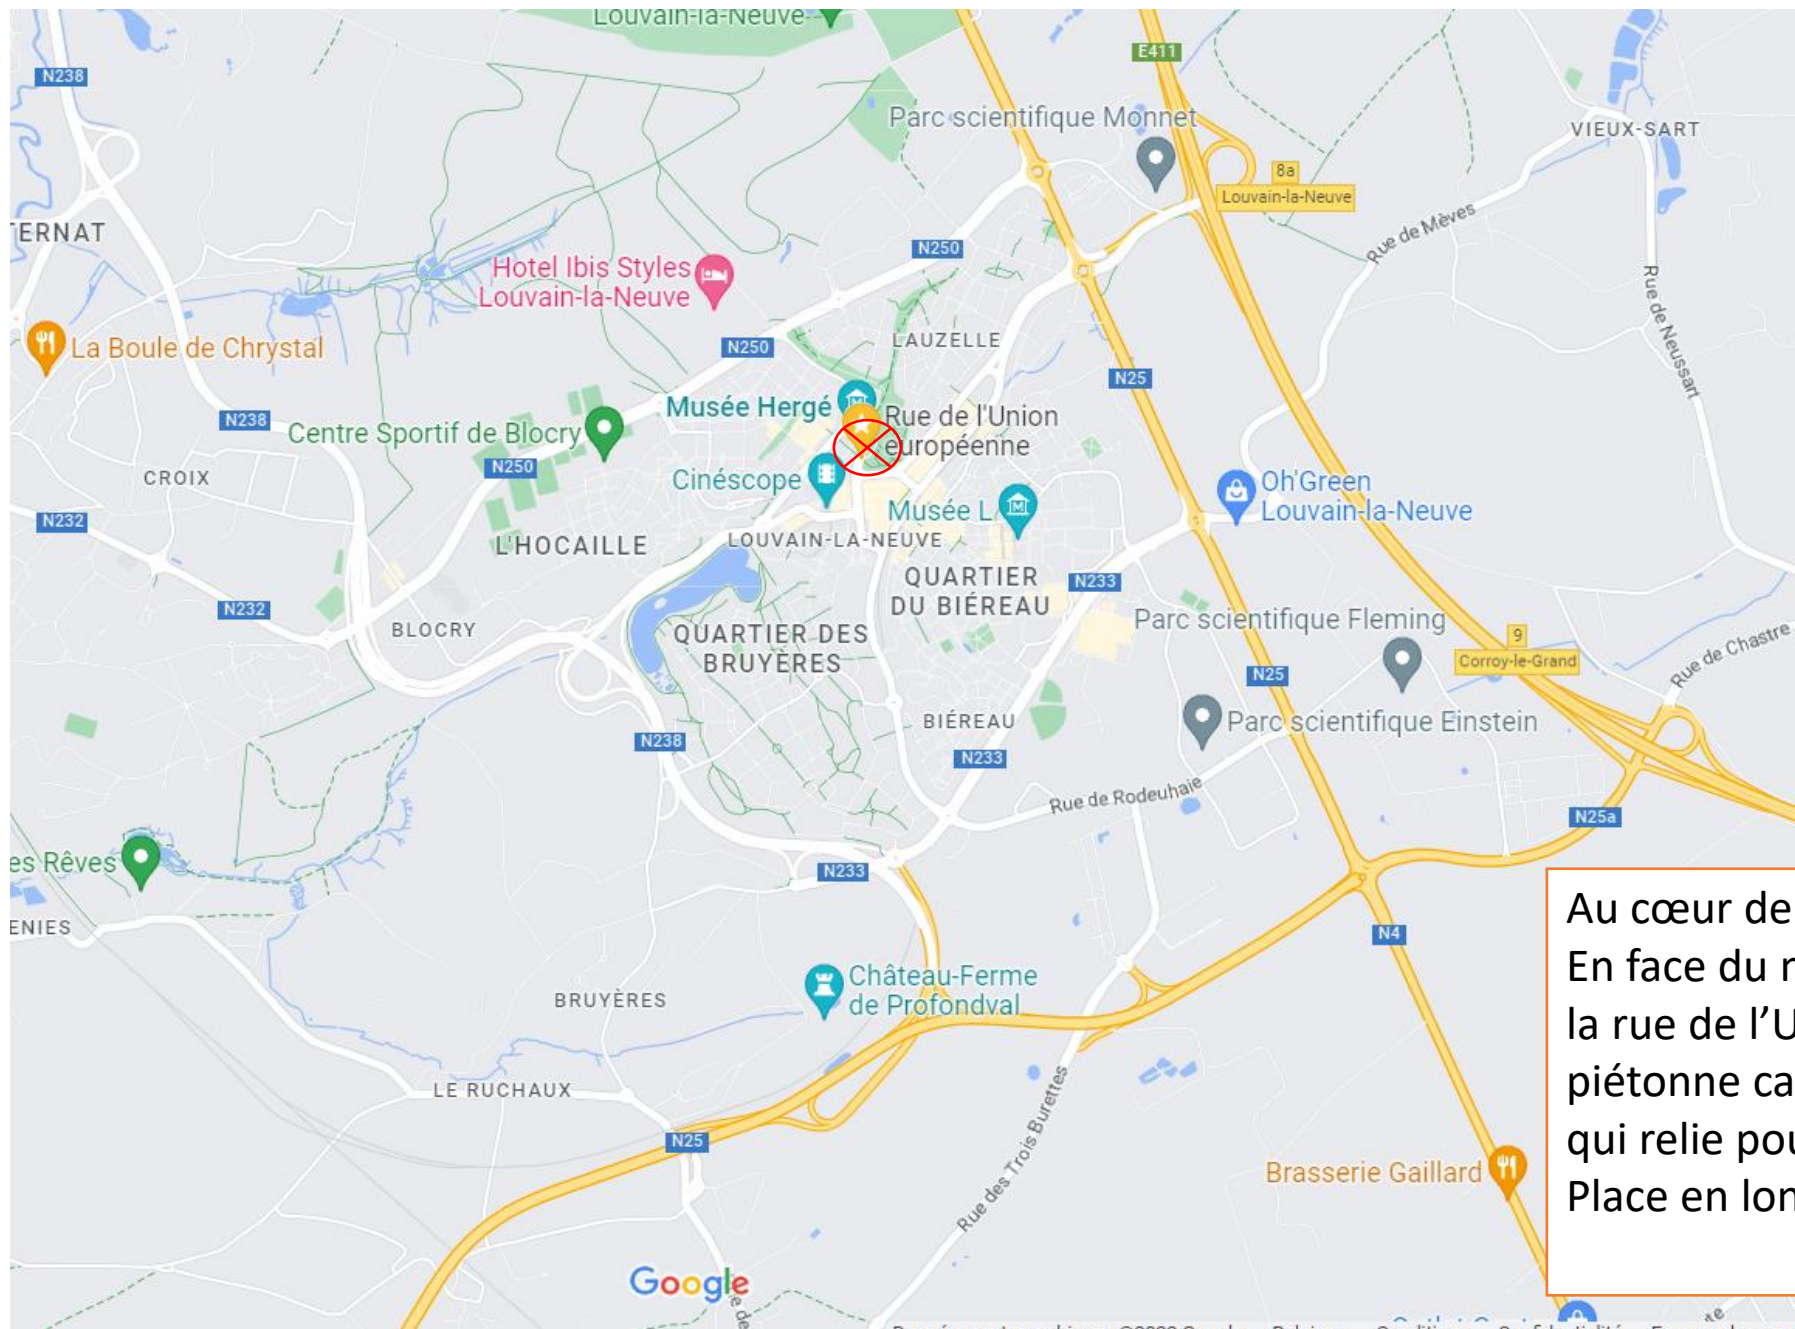 Louvain-la-Neuve
E411
N238
Parc scientifique Monnet
VIEUX-SART
8a
Louvain-la-Neuve
Rue de Mèves
ERNAT
N250
Hotel Ibis Styles
Louvain-la-Neuve
Rue de Neussart
La Boule de Chrystal
N250
LAUZELLE
N25
Musée Hergé
Rue de l'Union
européenne
N238
Centre Sportif de Blocry
N250
CROIX
Cinéscope
Oh'Green
Louvain-la-Neuve
Musée L
N232
L'HOCAILLE
LOUVAIN-LA-NEUVE
QUARTIER
DU BIÉREAU
N233
N232
BLOCRY
QUARTIER DES
BRUYÈRES
Parc scientifique Fleming
9
Corroy-le-Grand
Rue de Chastre
N25
BIÉREAU
Parc scientifique Einstein
N238
N233
Rue de Rodeuhaie
N25a
es Rêves
N233
ENIES
N4
Château-Ferme
de Profondval
BRUYÈRES
LE RUCHAUX
N25
Rue des Trois Burettes
Brasserie Gaillard
Google
Au cœur de
En face du
la rue de l’U
piétonne ca
qui relie pou
Place en lon